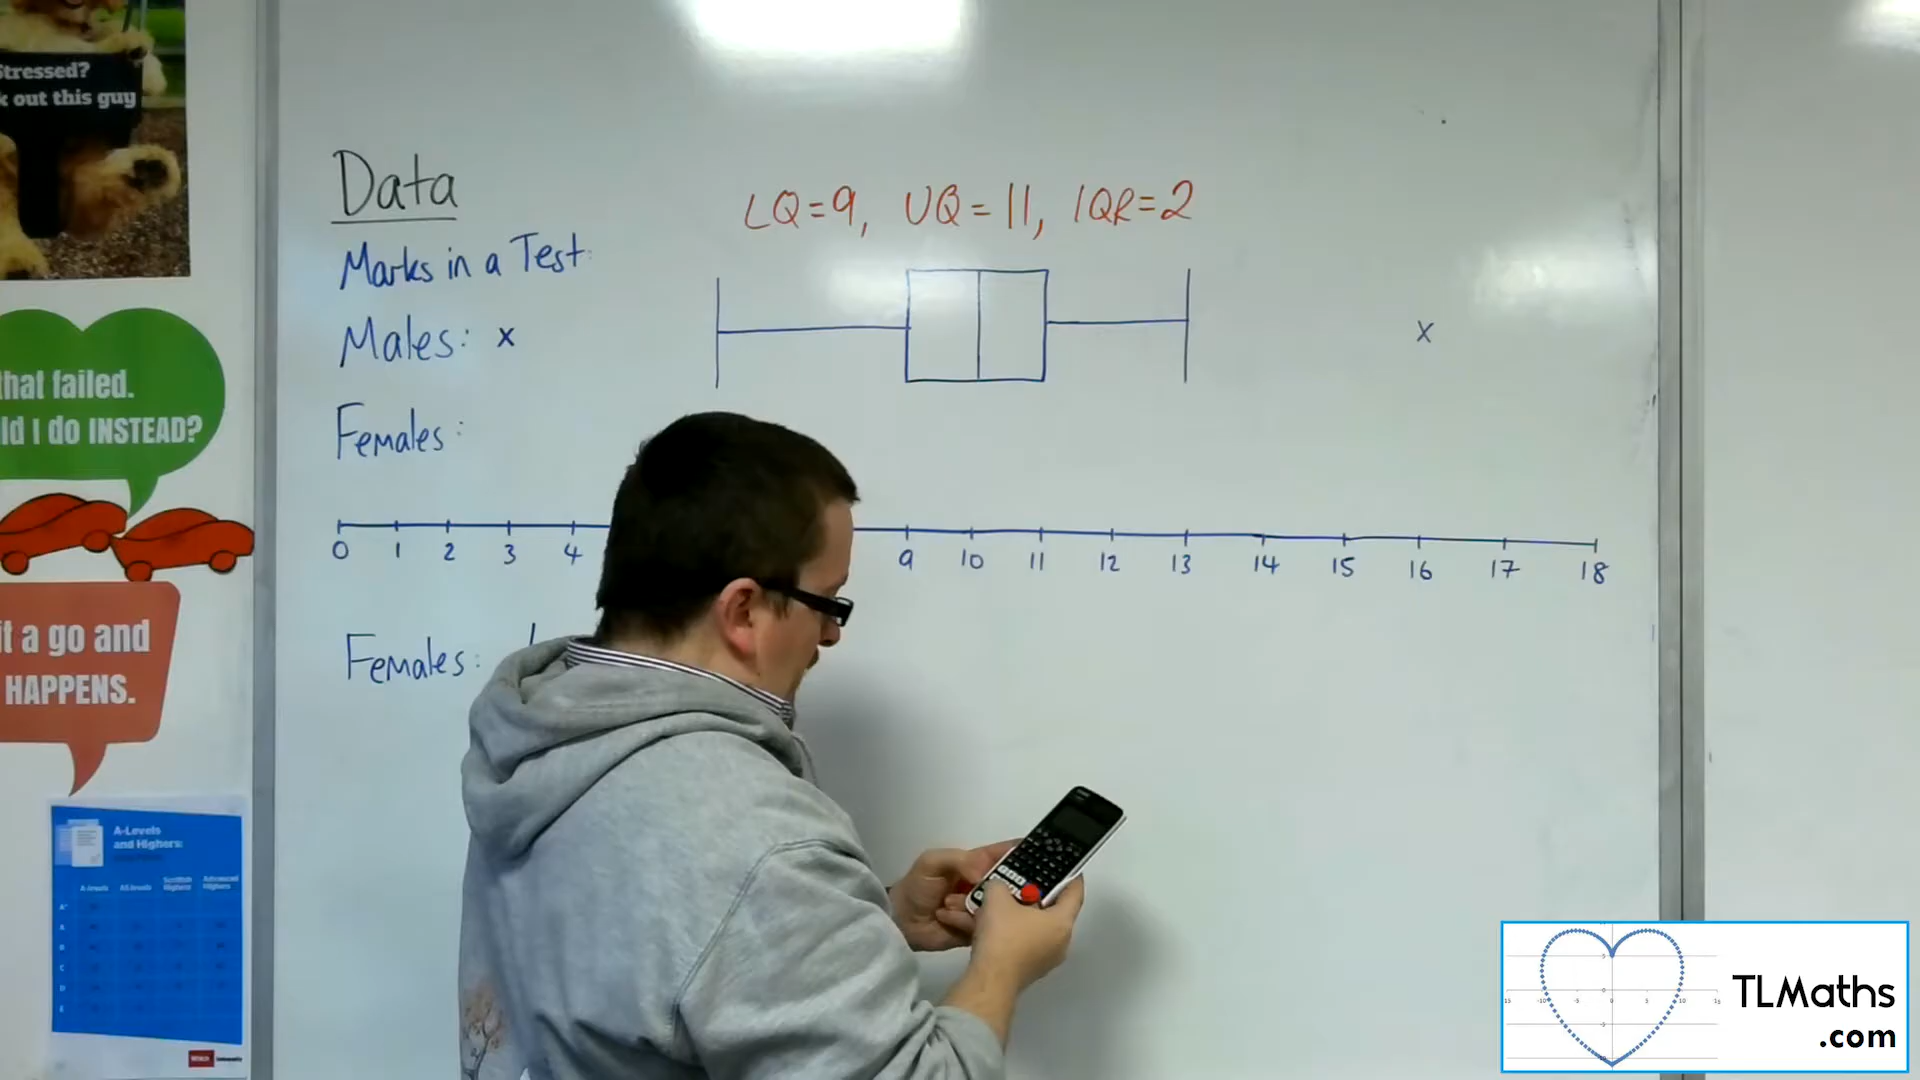 Stressed?
k out this guy
Data
LQ=9, UQ=11, IQR=2
Marks in a Test:
Males: x
x
Females:
0 1 2 3 4 9 10 11 12 13 14 15 16 17 18
Females:
that failed.
ld I do INSTEAD?
it a go and
HAPPENS.
A-Levels
and Highers:
TLMaths
.com